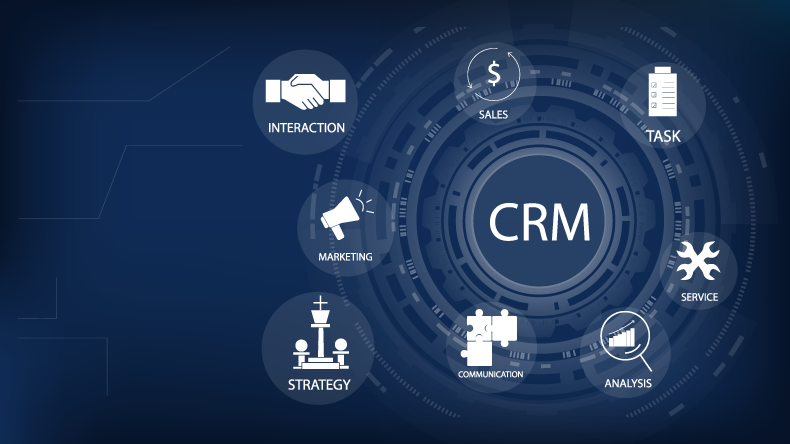 INTERACTION
SALES
TASK
CRM
MARKETING
SERVICE
STRATEGY
COMMUNICATION
ANALYSIS